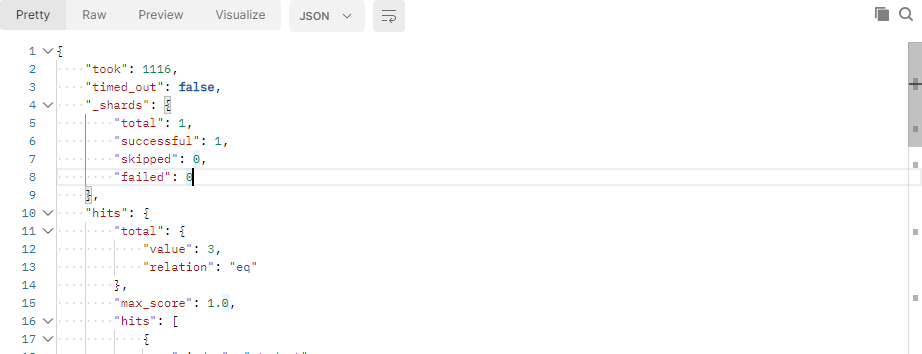 Pretty Raw Preview Visualize JSON
1 {
2 "took": 1116,
3 "timed_out": false,
4 "_shards": {
5 "total": 1,
6 "successful": 1,
7 "skipped": 0,
8 "failed": 0
9 },
10 "hits": {
11 "total": {
12 "value": 3,
13 "relation": "eq"
14 },
15 "max_score": 1.0,
16 "hits": [
17 {